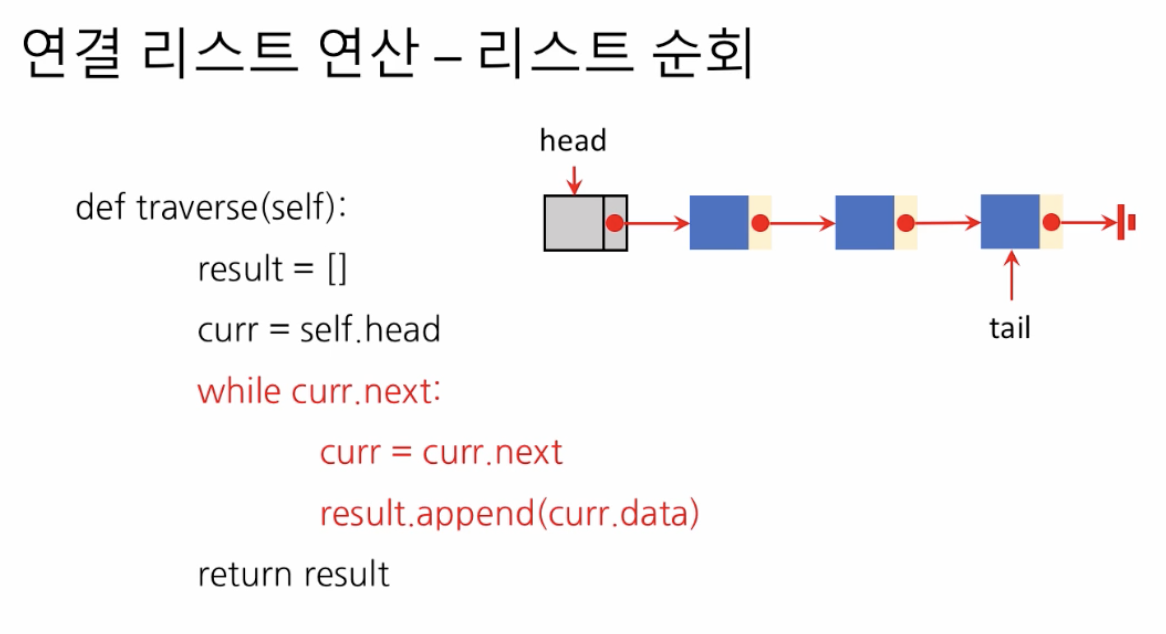 연결 리스트 연산 – 리스트 순회
head
def traverse(self):
result = []
curr = self.head
tail
while curr.next:
curr = curr.next
result.append(curr.data)
return result